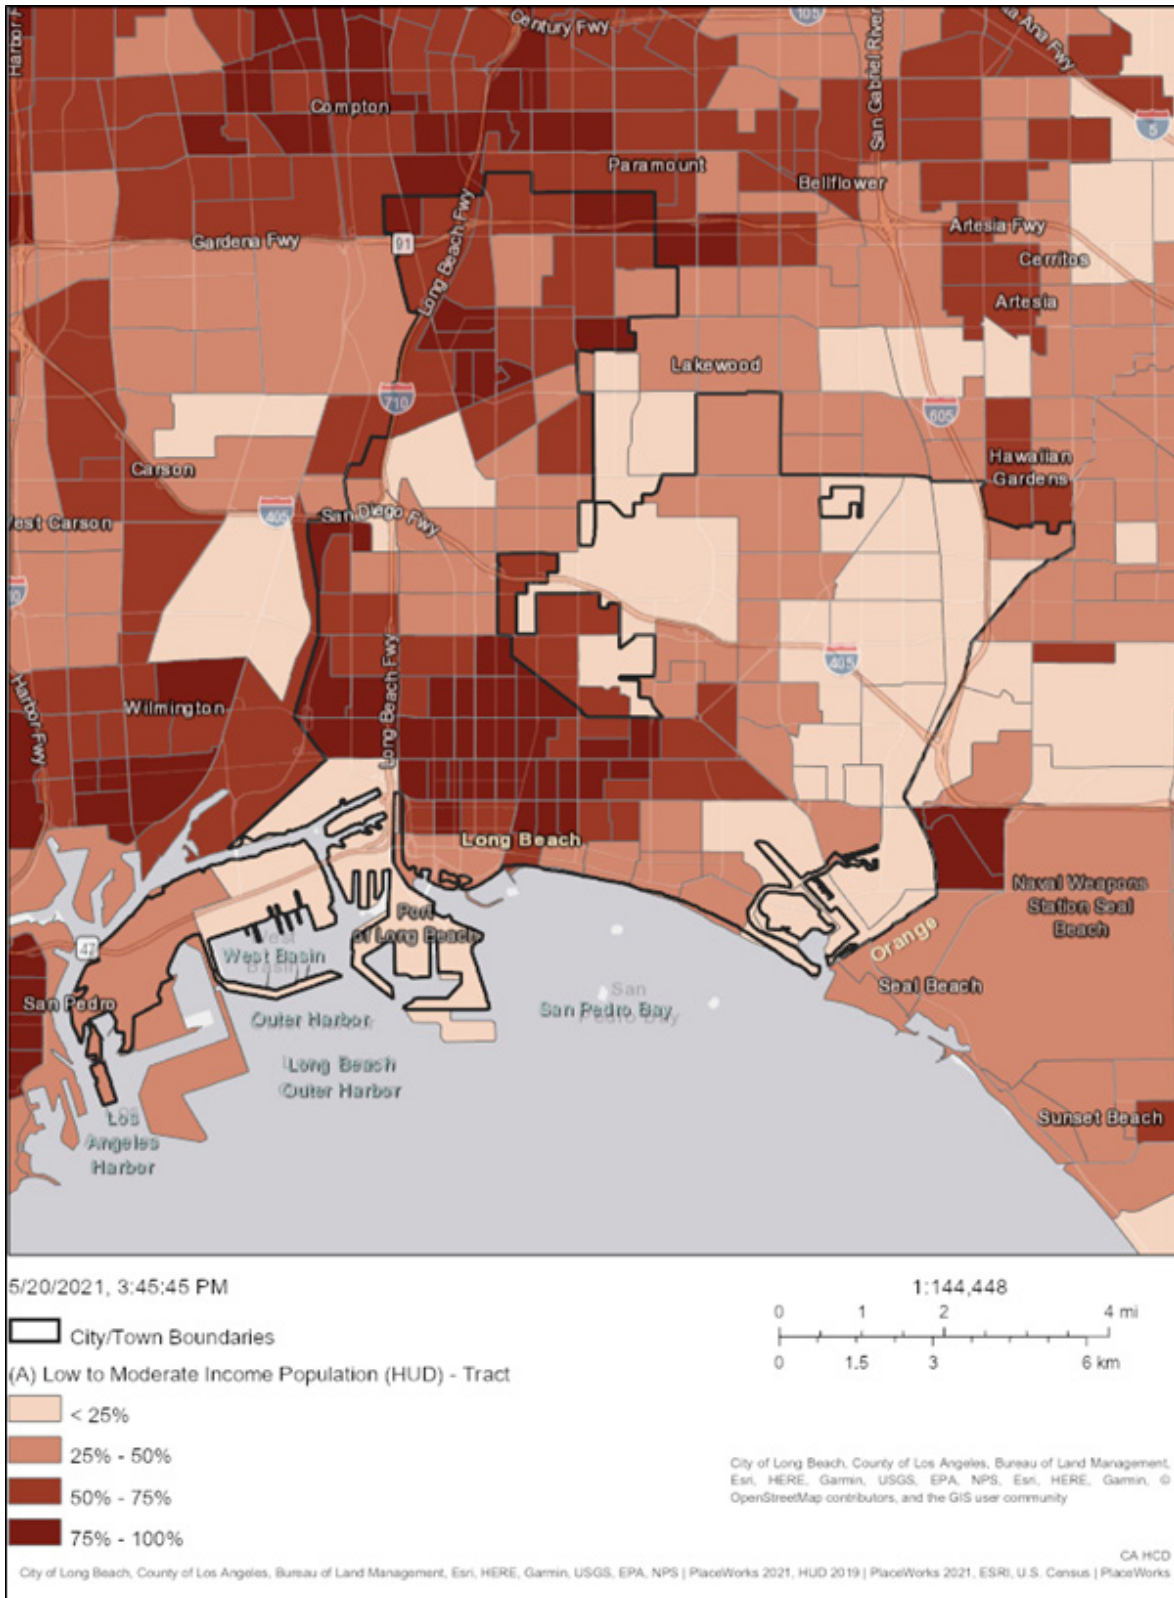 Century Fwy
105
Harbor F
ta Ana Fwy
San Gabriel River
5
Compton
Paramount
Bellflower
Long Beach Fwy
Artesia Fwy
Gardena Fwy
91
Cerritos
Artesia
Lakewood
710
605
Hawaiian
Gardens
Carson
405
San Diego Fwy
est Carson
Long Beach Fwy
405
Harbor Fwy
Wilmington
Long Beach
Naval Weapons
Station Seal
Beach
Port
of Long Beach
Orange
47
West
West Basin
Basin
San Pedro
Seal Beach
San
San Pedro Bay
Pedro Bay
Outer Harbor
Long Beach
Outer Harbor
Los
Angeles
Harbor
Sunset Beach
5/20/2021, 3:45:45 PM
1:144,448
0 1 2 4 mi
0 1.5 3 6 km
City/Town Boundaries
(A) Low to Moderate Income Population (HUD) - Tract
< 25%
25% - 50%
50% - 75%
75% - 100%
City of Long Beach, County of Los Angeles, Bureau of Land Management,
Esri, HERE, Garmin, USGS, EPA, NPS, Esri, HERE, Garmin, ©
OpenStreetMap contributors, and the GIS user community
CA HCD
City of Long Beach, County of Los Angeles, Bureau of Land Management, Esri, HERE, Garmin, USGS, EPA, NPS | PlaceWorks 2021, HUD 2019 | PlaceWorks 2021, ESRI, U.S. Census | PlaceWorks